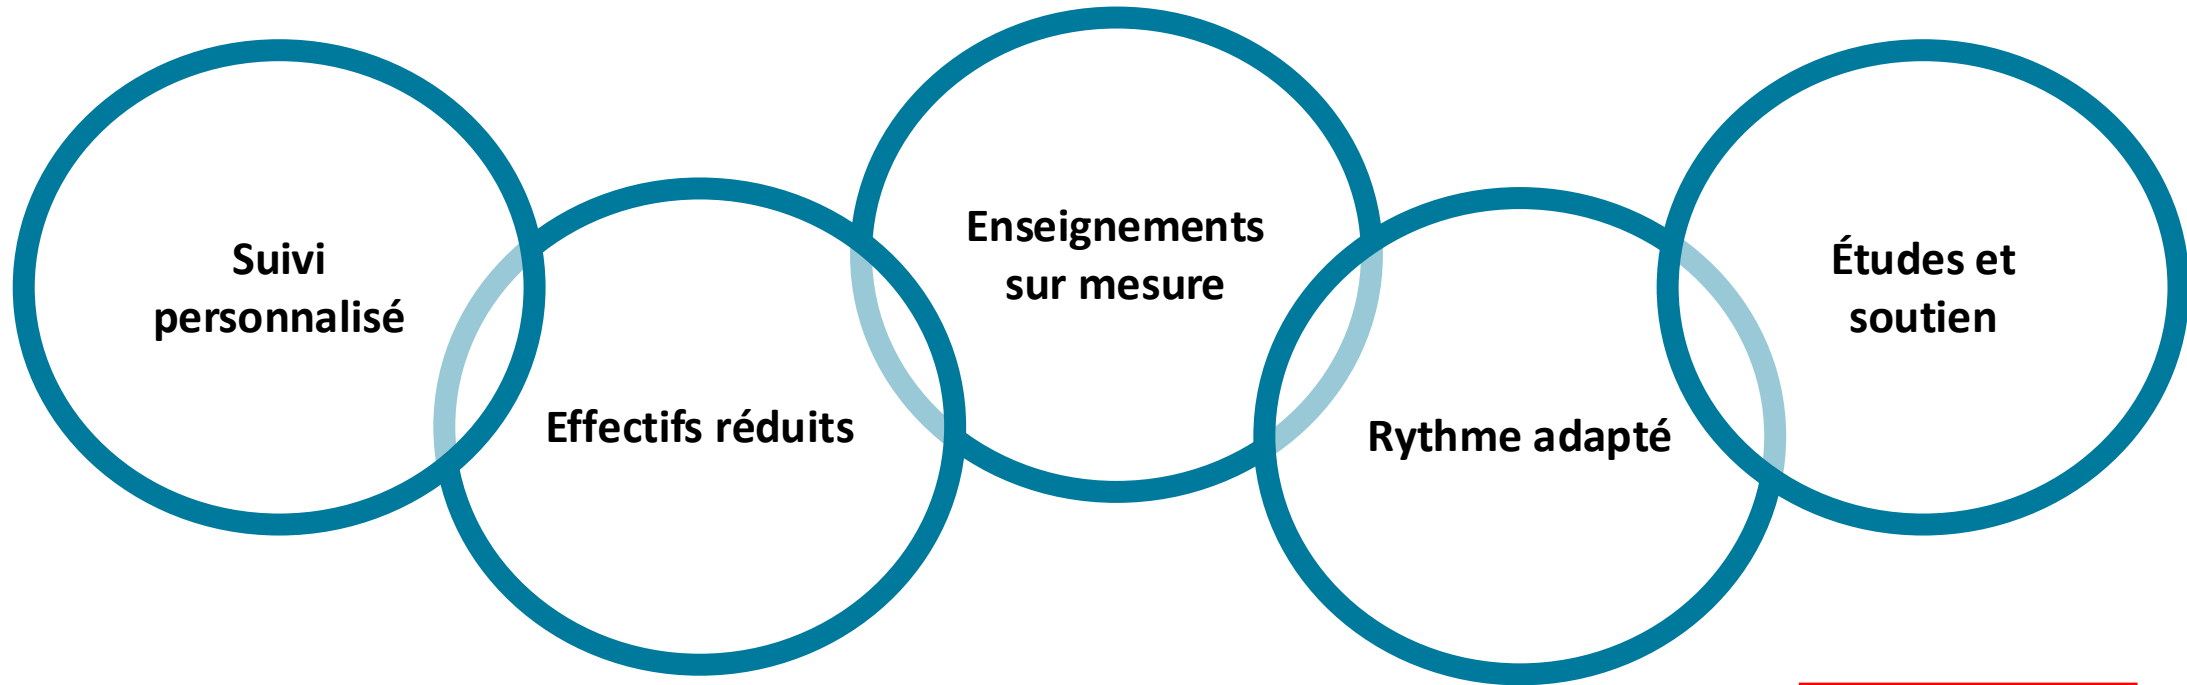 Suivi
personnalisé
Effectifs réduits
Enseignements
sur mesure
Rythme adapté
Études et
soutien